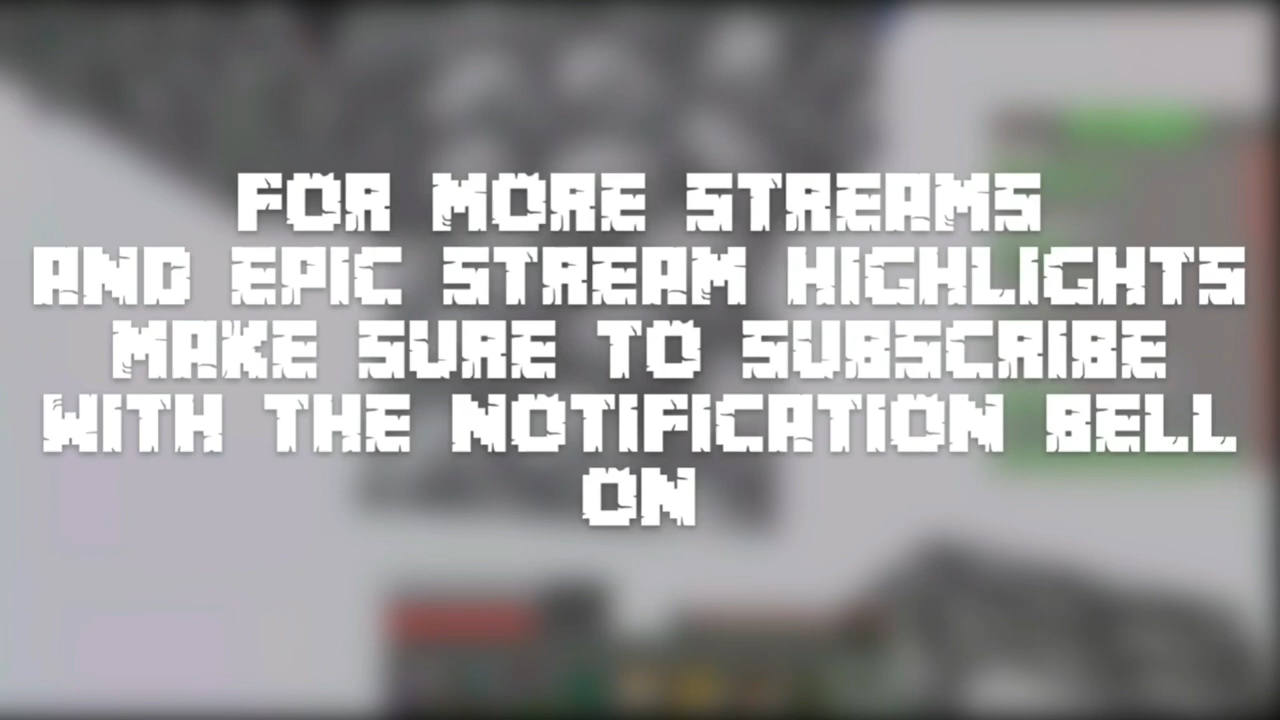 FOR MORE STREAMS
AND EPIC STREAM HIGHLIGHTS
MAKE SURE TO SUBSCRIBE
WITH THE NOTIFICATION BELL
ON